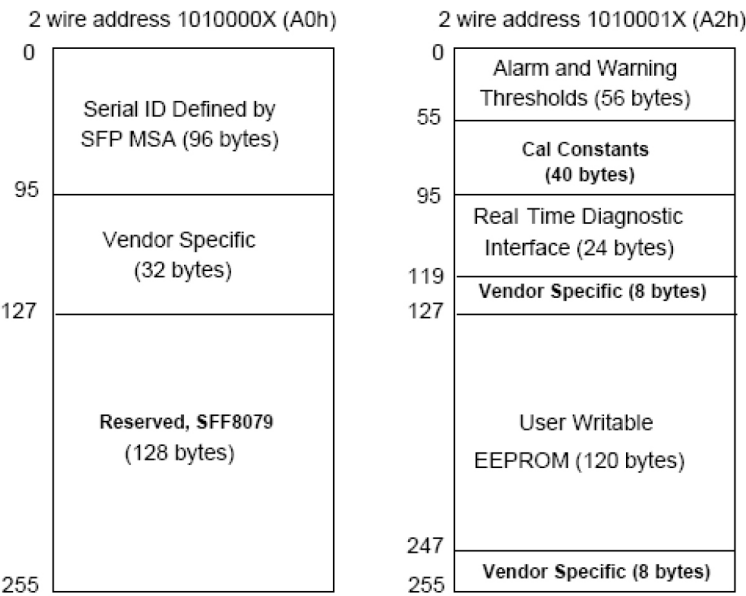 2 wire address 1010000X (A0h)
0
Serial ID Defined by
SFP MSA (96 bytes)
95
Vendor Specific
(32 bytes)
127
Reserved, SFF8079
(128 bytes)
255
2 wire address 1010001X (A2h)
0
Alarm and Warning
Thresholds (56 bytes)
55
Cal Constants
(40 bytes)
95
Real Time Diagnostic
Interface (24 bytes)
119
Vendor Specific (8 bytes)
127
User Writable
EEPROM (120 bytes)
247
Vendor Specific (8 bytes)
255